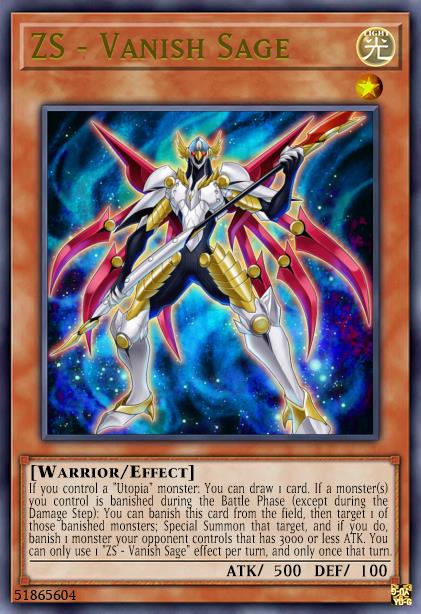 ZS - Vanish Sage
LIGHT
光
[Warrior/Effect]
If you control a "Utopia" monster: You can draw 1 card. If a monster(s)
you control is banished during the Battle Phase (except during the
Damage Step): You can banish this card from the field, then target 1 of
those banished monsters; Special Summon that target, and if you do,
banish 1 monster your opponent controls that has 3000 or less ATK. You
can only use 1 "ZS - Vanish Sage" effect per turn, and only once that turn.
ATK/ 500 DEF/ 100
51865604